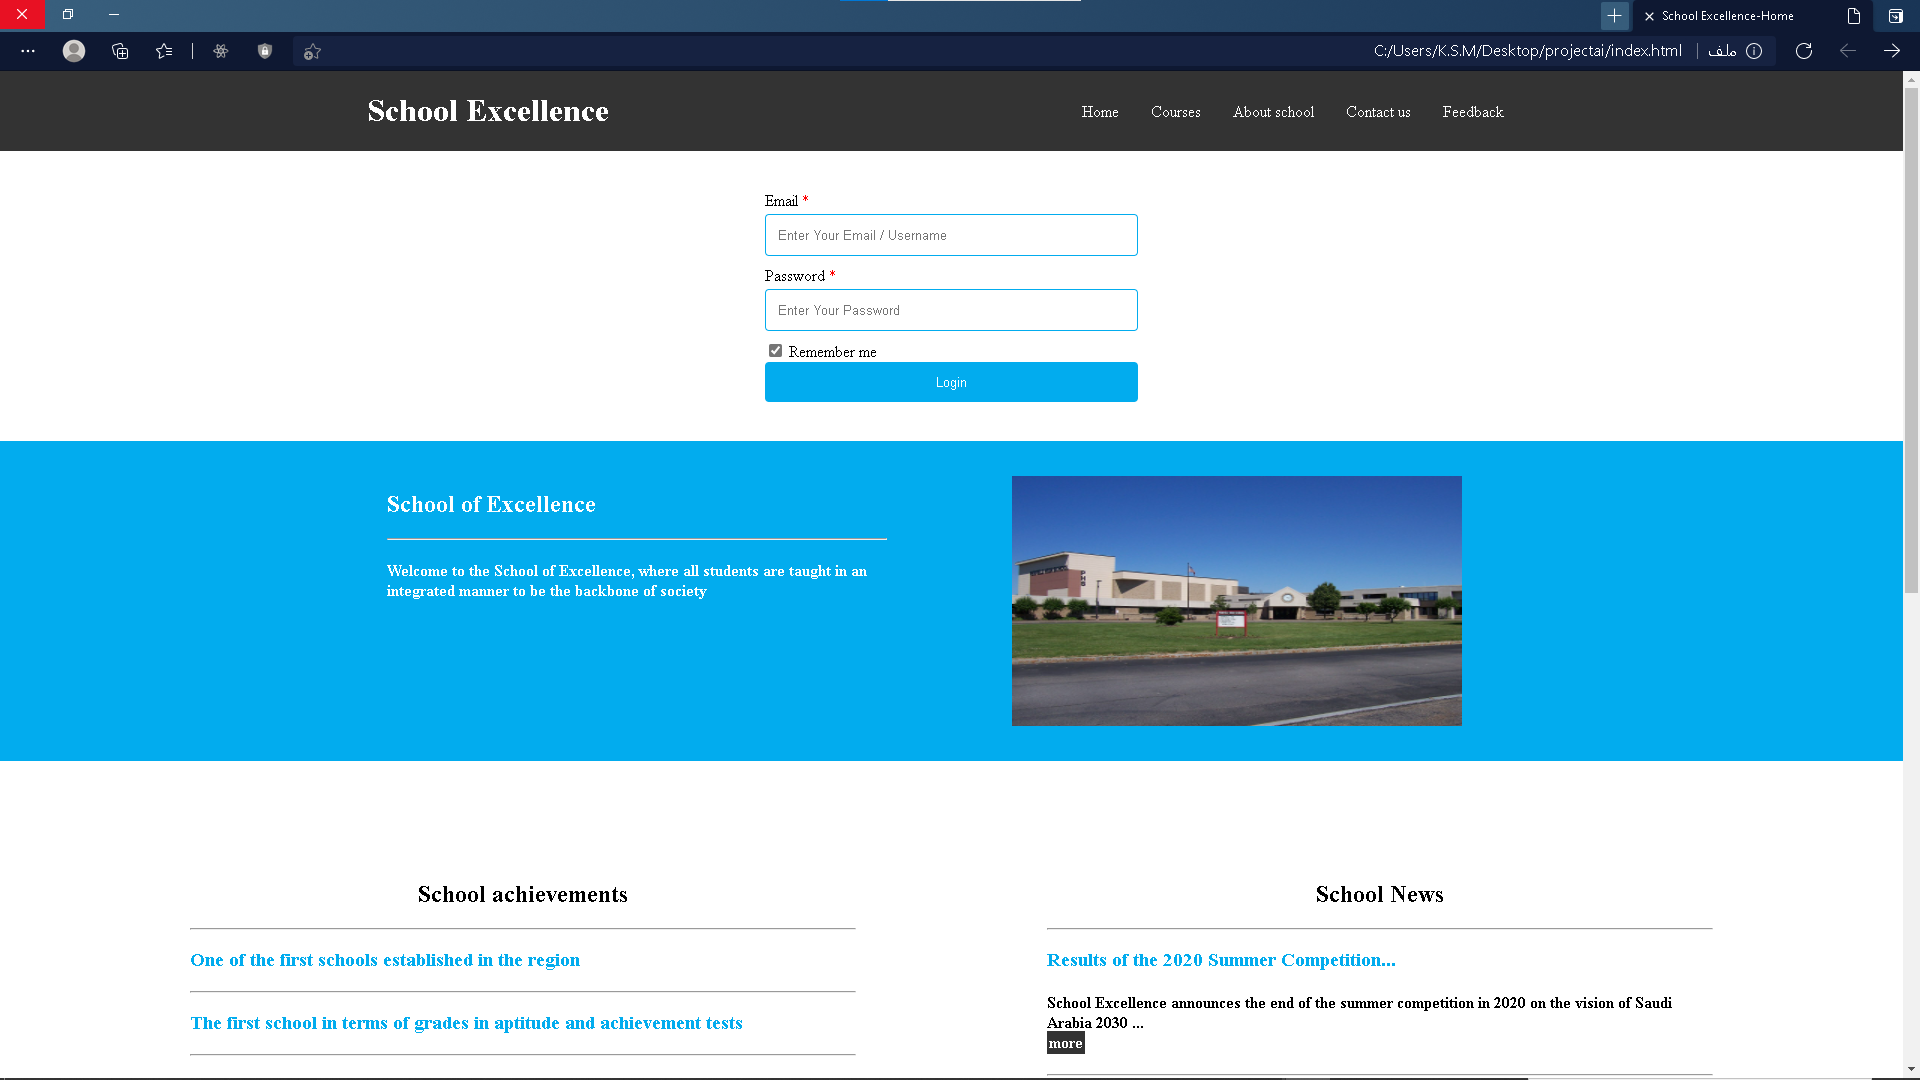 School Excellence-Home
C:/Users/K.S.M/Desktop/projectai/index.html
ملف
School Excellence
Home Courses About school Contact us Feedback
Email *
Enter Your Email / Username
Password *
Enter Your Password
Remember me
Login
School of Excellence
Welcome to the School of Excellence, where all students are taught in an
integrated manner to be the backbone of society
School achievements
One of the first schools established in the region
The first school in terms of grades in aptitude and achievement tests
School News
Results of the 2020 Summer Competition...
School Excellence announces the end of the summer competition in 2020 on the vision of Saudi
Arabia 2030 ...
more